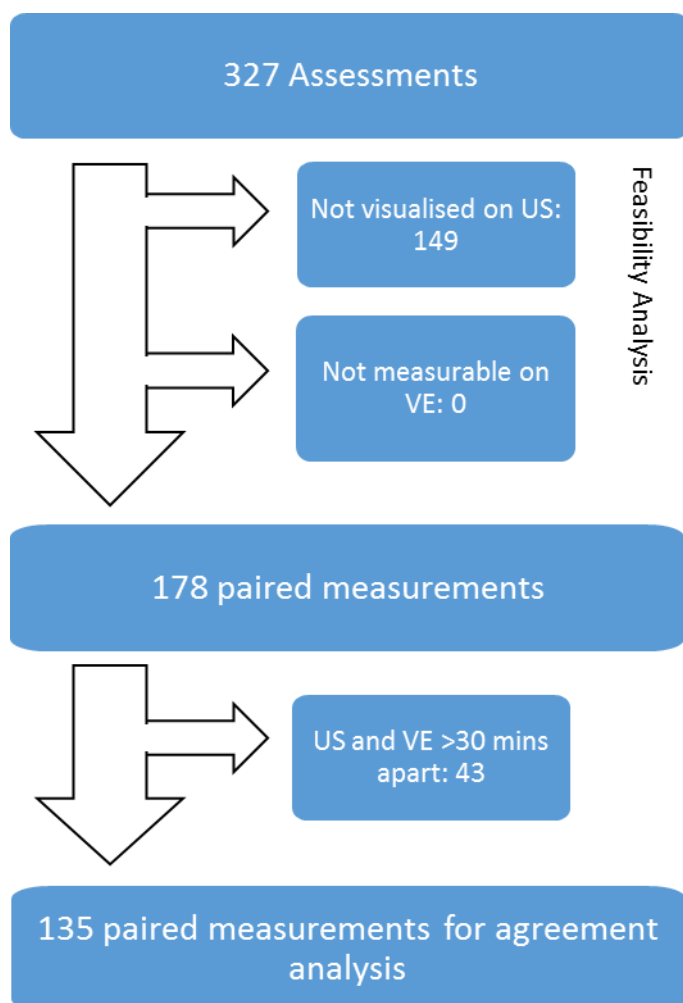 327 Assessments
Not visualised on US:
149
Feasibility Analysis
Not measurable on
VE: 0
178 paired measurements
US and VE >30 mins
apart: 43
135 paired measurements for agreement
analysis